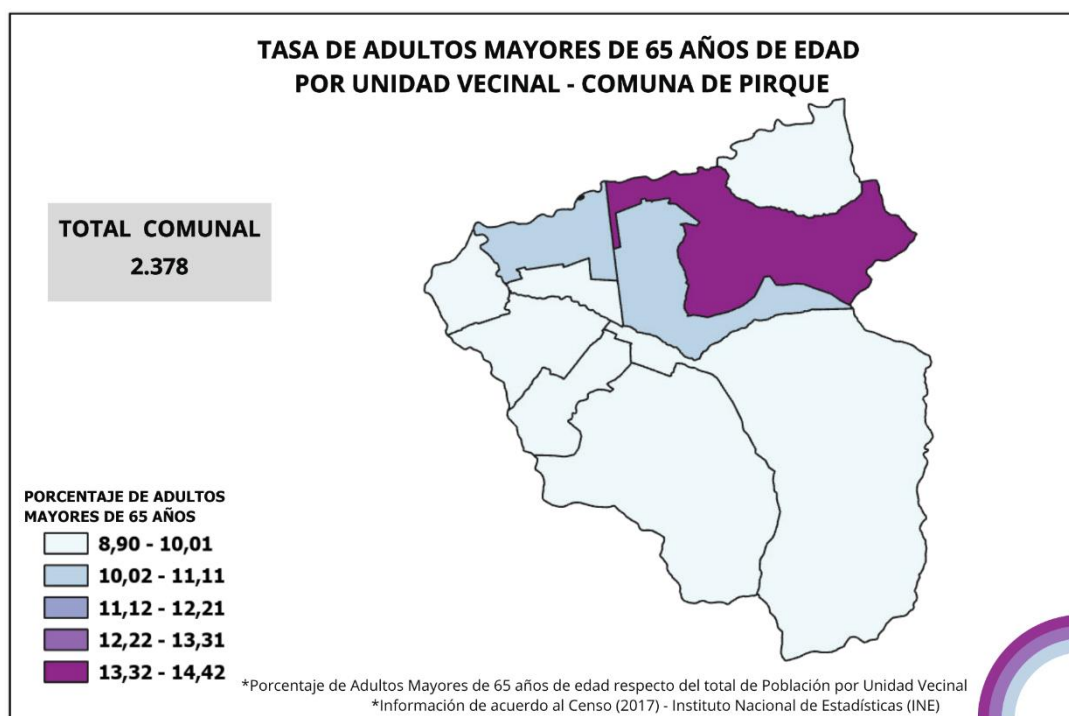 TASA DE ADULTOS MAYORES DE 65 AÑOS DE EDAD
POR UNIDAD VECINAL - COMUNA DE PIRQUE
TOTAL COMUNAL
2.378
PORCENTAJE DE ADULTOS
MAYORES DE 65 AÑOS
8,90 - 10,01
10,02 - 11,11
11,12 - 12,21
12,22 - 13,31
13,32 - 14,42
*Porcentaje de Adultos Mayores de 65 años de edad respecto del total de Población por Unidad Vecinal
*Información de acuerdo al Censo (2017) - Instituto Nacional de Estadísticas (INE)